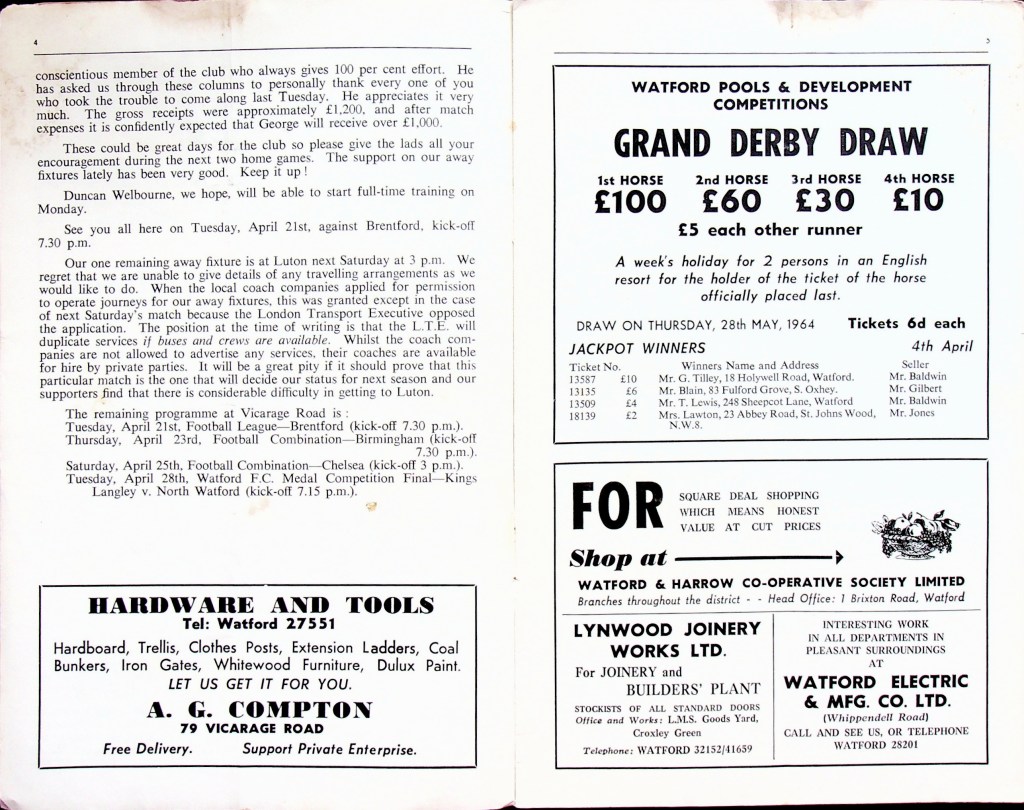 4
conscientious member of the club who always gives 100 per cent effort. He
has asked us through these columns to personally thank every one of you
who took the trouble to come along last Tuesday. He appreciates it very
much. The gross receipts were approximately £1,200, and after match
expenses it is confidently expected that George will receive over £1,000.
These could be great days for the club so please give the lads all your
encouragement during the next two home games. The support on our away
fixtures lately has been very good. Keep it up !
Duncan Welbourne, we hope, will be able to start full-time training on
Monday.
See you all here on Tuesday, April 21st, against Brentford, kick-off
7.30 p.m.
Our one remaining away fixture is at Luton next Saturday at 3 p.m. We
regret that we are unable to give details of any travelling arrangements as we
would like to do. When the local coach companies applied for permission
to operate journeys for our away fixtures, this was granted except in the case
of next Saturday's match because the London Transport Executive opposed
the application. The position at the time of writing is that the L.T.E. will
duplicate services if buses and crews are available. Whilst the coach com-
panies are not allowed to advertise any services, their coaches are available
for hire by private parties. It will be a great pity if it should prove that this
particular match is the one that will decide our status for next season and our
supporters find that there is considerable difficulty in getting to Luton.
The remaining programme at Vicarage Road is :
Tuesday, April 21st, Football League—Brentford (kick-off 7.30 p.m.).
Thursday, April 23rd, Football Combination—Birmingham (kick-off
7.30 p.m.).
Saturday, April 25th, Football Combination—Chelsea (kick-off 3 p.m.).
Tuesday, April 28th, Watford F.C. Medal Competition Final—Kings
Langley v. North Watford (kick-off 7.15 p.m.).
HARDWARE AND TOOLS
Tel: Watford 27551
Hardboard, Trellis, Clothes Posts, Extension Ladders, Coal
Bunkers, Iron Gates, Whitewood Furniture, Dulux Paint.
LET US GET IT FOR YOU.
A. G. COMPTON
79 VICARAGE ROAD
Free Delivery. Support Private Enterprise.
5
WATFORD POOLS & DEVELOPMENT
COMPETITIONS
GRAND DERBY DRAW
1st HORSE 2nd HORSE 3rd HORSE 4th HORSE
£100 £60 £30 £10
£5 each other runner
A week's holiday for 2 persons in an English
resort for the holder of the ticket of the horse
officially placed last.
DRAW ON THURSDAY, 28th MAY, 1964 Tickets 6d each
JACKPOT WINNERS 4th April
Ticket No. Winners Name and Address Seller
13587 £10 Mr. G. Tilley, 18 Holywell Road, Watford. Mr. Baldwin
13135 £6 Mr. Blain, 83 Fulford Grove, S. Oxhey. Mr. Gilbert
13509 £4 Mr. T. Lewis, 248 Sheepcot Lane, Watford Mr. Baldwin
18139 £2 Mrs. Lawton, 23 Abbey Road, St. Johns Wood, Mr. Jones
N.W.8.
FOR SQUARE DEAL SHOPPING
WHICH MEANS HONEST
VALUE AT CUT PRICES
Shop at
WATFORD & HARROW CO-OPERATIVE SOCIETY LIMITED
Branches throughout the district - - Head Office: 1 Brixton Road, Watford
LYNWOOD JOINERY
WORKS LTD.
For JOINERY and
BUILDERS' PLANT
STOCKISTS OF ALL STANDARD DOORS
Office and Works: L.M.S. Goods Yard,
Croxley Green
Telephone: WATFORD 32152/41659
INTERESTING WORK
IN ALL DEPARTMENTS IN
PLEASANT SURROUNDINGS
AT
WATFORD ELECTRIC
& MFG. CO. LTD.
(Whippendell Road)
CALL AND SEE US, OR TELEPHONE
WATFORD 28201